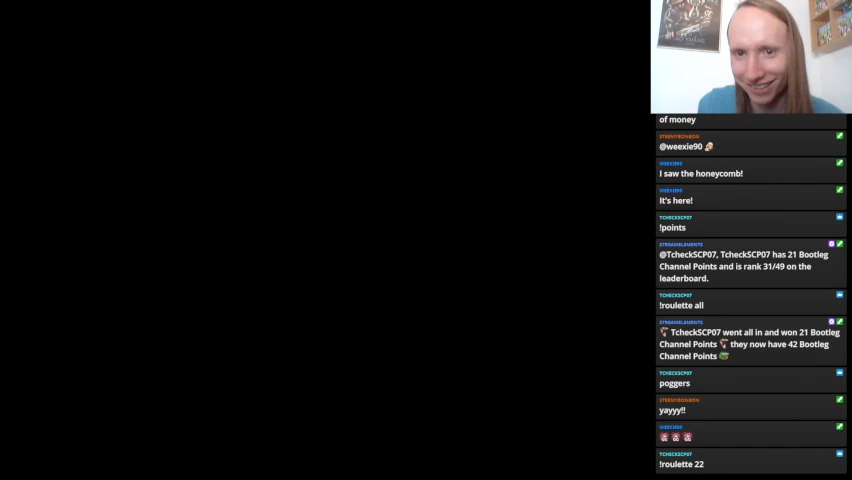 of money
STEEMYBONBON
@weexie90
WEEXIE90
I saw the honeycomb!
WEEXIE90
It's here!
TCHECKSCP07
!points
STREAMELEMENTS
@TcheckSCP07, TcheckSCP07 has 21 Bootleg
Channel Points and is rank 31/49 on the
leaderboard.
TCHECKSCP07
!roulette all
STREAMELEMENTS
TcheckSCP07 went all in and won 21 Bootleg
Channel Points they now have 42 Bootleg
Channel Points
TCHECKSCP07
poggers
STEEMYBONBON
yayyy!!
WEEXIE90
TCHECKSCP07
!roulette 22